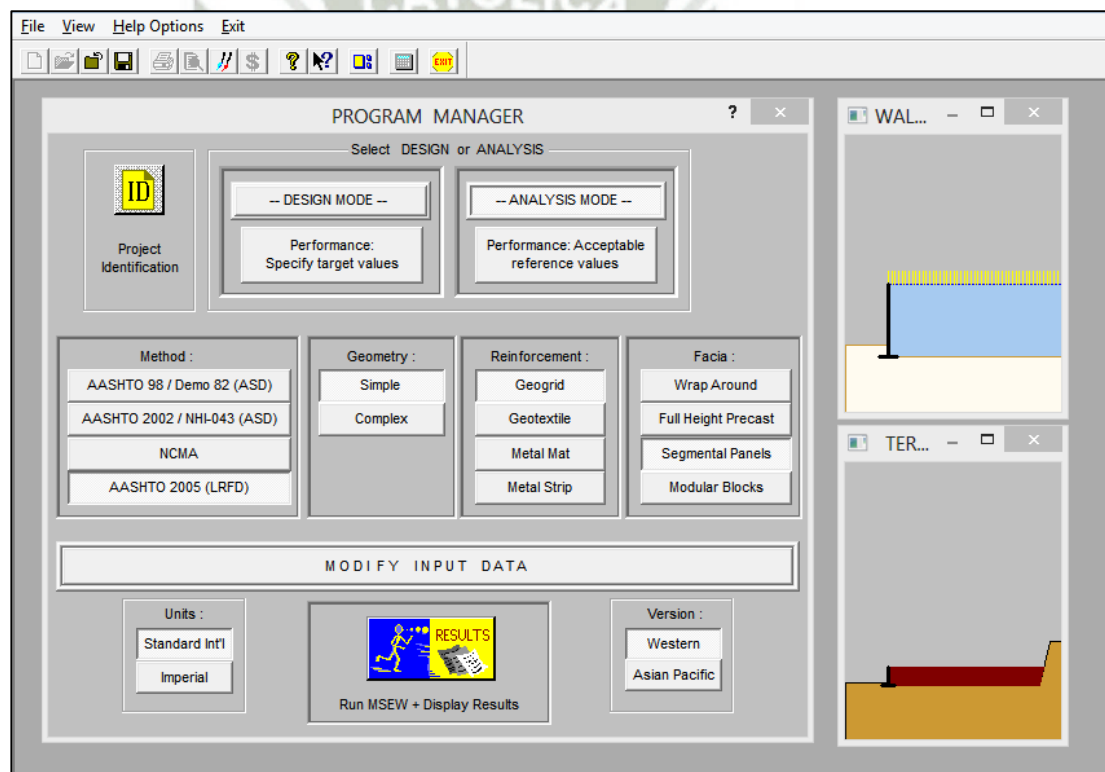 CATOLICA
File View Help Options Exit
EXIT
PROGRAM MANAGER
?
WAL...
Select DESIGN or ANALYSIS
ID
Project
Identification
-- DESIGN MODE --
Performance:
Specify target values
-- ANALYSIS MODE --
Performance: Acceptable
reference values
Method :
AASHTO 98 / Demo 82 (ASD)
AASHTO 2002 / NHI-043 (ASD)
NCMA
AASHTO 2005 (LRFD)
Geometry :
Simple
Complex
Reinforcement :
Geogrid
Geotextile
Metal Mat
Metal Strip
Facia :
Wrap Around
Full Height Precast
Segmental Panels
Modular Blocks
TER...
MODIFY INPUT DATA
Units :
Standard Int'l
Imperial
RESULTS
Run MSEW + Display Results
Version :
Western
Asian Pacific